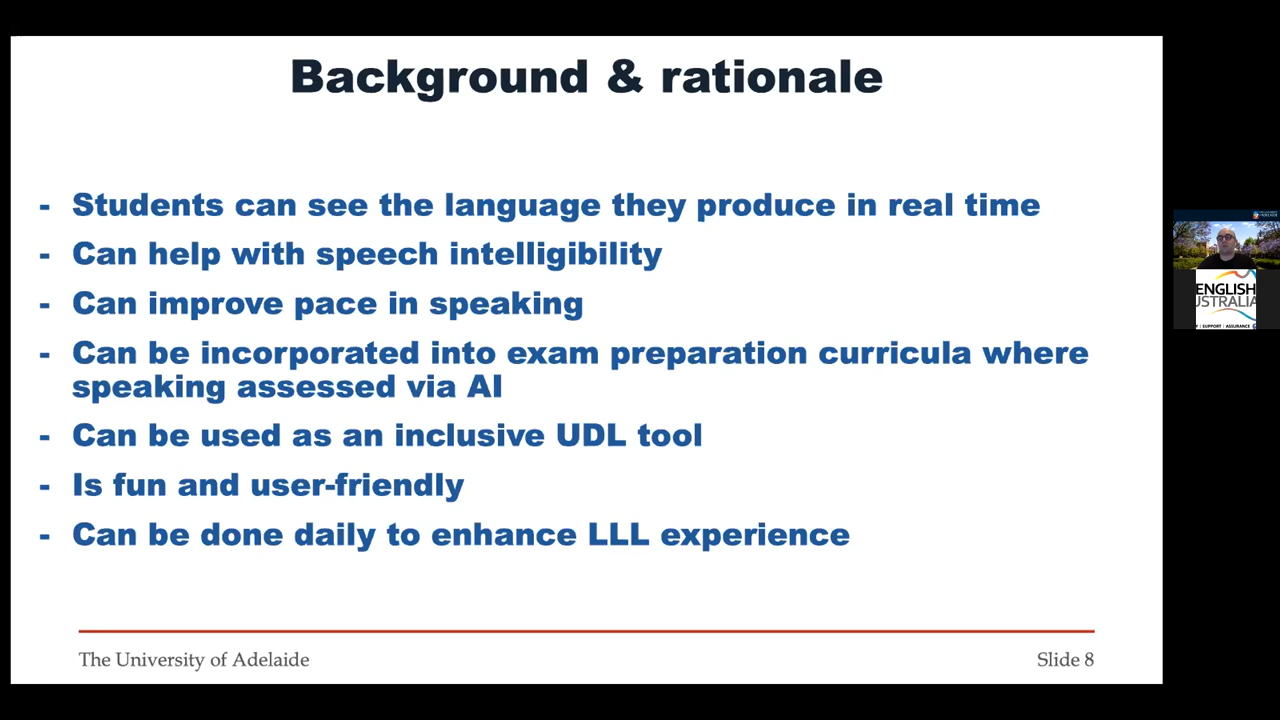 Background & rationale
- Students can see the language they produce in real time
- Can help with speech intelligibility
- Can improve pace in speaking
- Can be incorporated into exam preparation curricula where
speaking assessed via AI
- Can be used as an inclusive UDL tool
- Is fun and user-friendly
- Can be done daily to enhance LLL experience
The University of Adelaide
Slide 8
ENGLISH
USTRALIA
SUPPORT | ASSURANCE